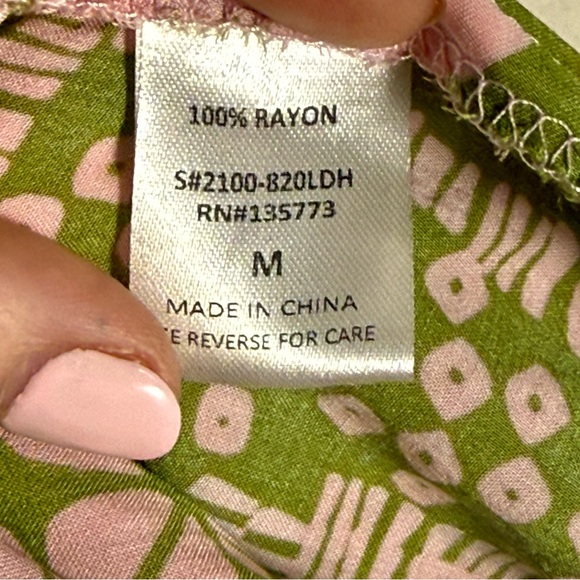 100% RAYON
S#2100-820LDH
RN#135773
M
MADE IN CHINA
REVERSE FOR CARE